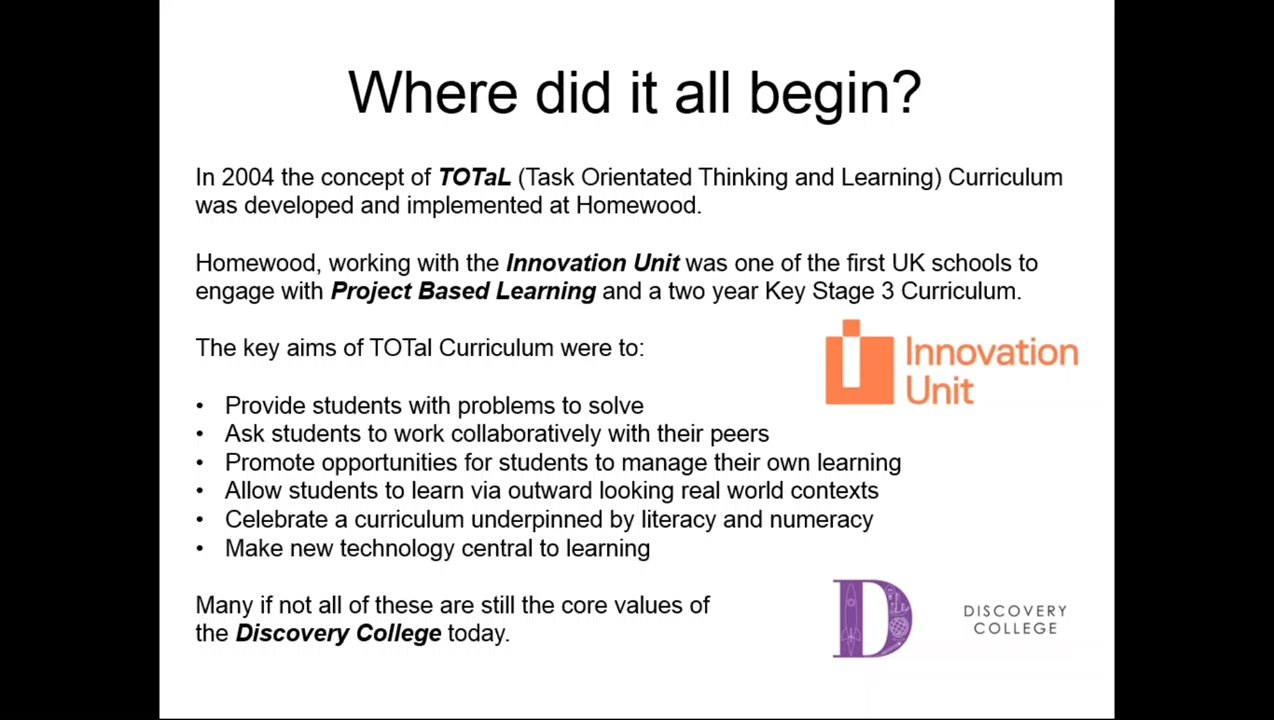 Where did it all begin?
In 2004 the concept of TOTaL (Task Orientated Thinking and Learning) Curriculum
was developed and implemented at Homewood.
Homewood, working with the Innovation Unit was one of the first UK schools to
engage with Project Based Learning and a two year Key Stage 3 Curriculum.
The key aims of TOTal Curriculum were to:
• Provide students with problems to solve
• Ask students to work collaboratively with their peers
• Promote opportunities for students to manage their own learning
• Allow students to learn via outward looking real world contexts
• Celebrate a curriculum underpinned by literacy and numeracy
• Make new technology central to learning
Innovation
Unit
Many if not all of these are still the core values of
the Discovery College today.
D
DISCOVERY
COLLEGE